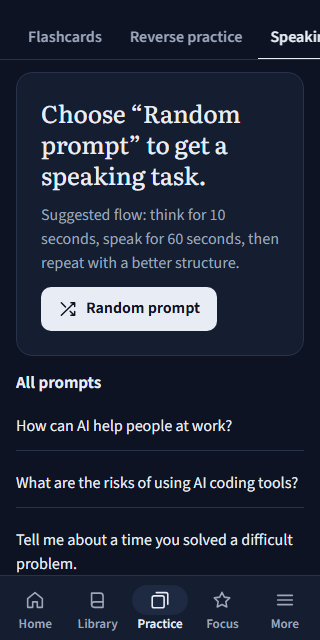 Flashcards Reverse practice Speakin
Choose “Random
prompt” to get a
speaking task.
Suggested flow: think for 10
seconds, speak for 60 seconds, then
repeat with a better structure.
Random prompt
All prompts
How can AI help people at work?
What are the risks of using AI coding tools?
Tell me about a time you solved a difficult
problem.
Home Library Practice Focus More